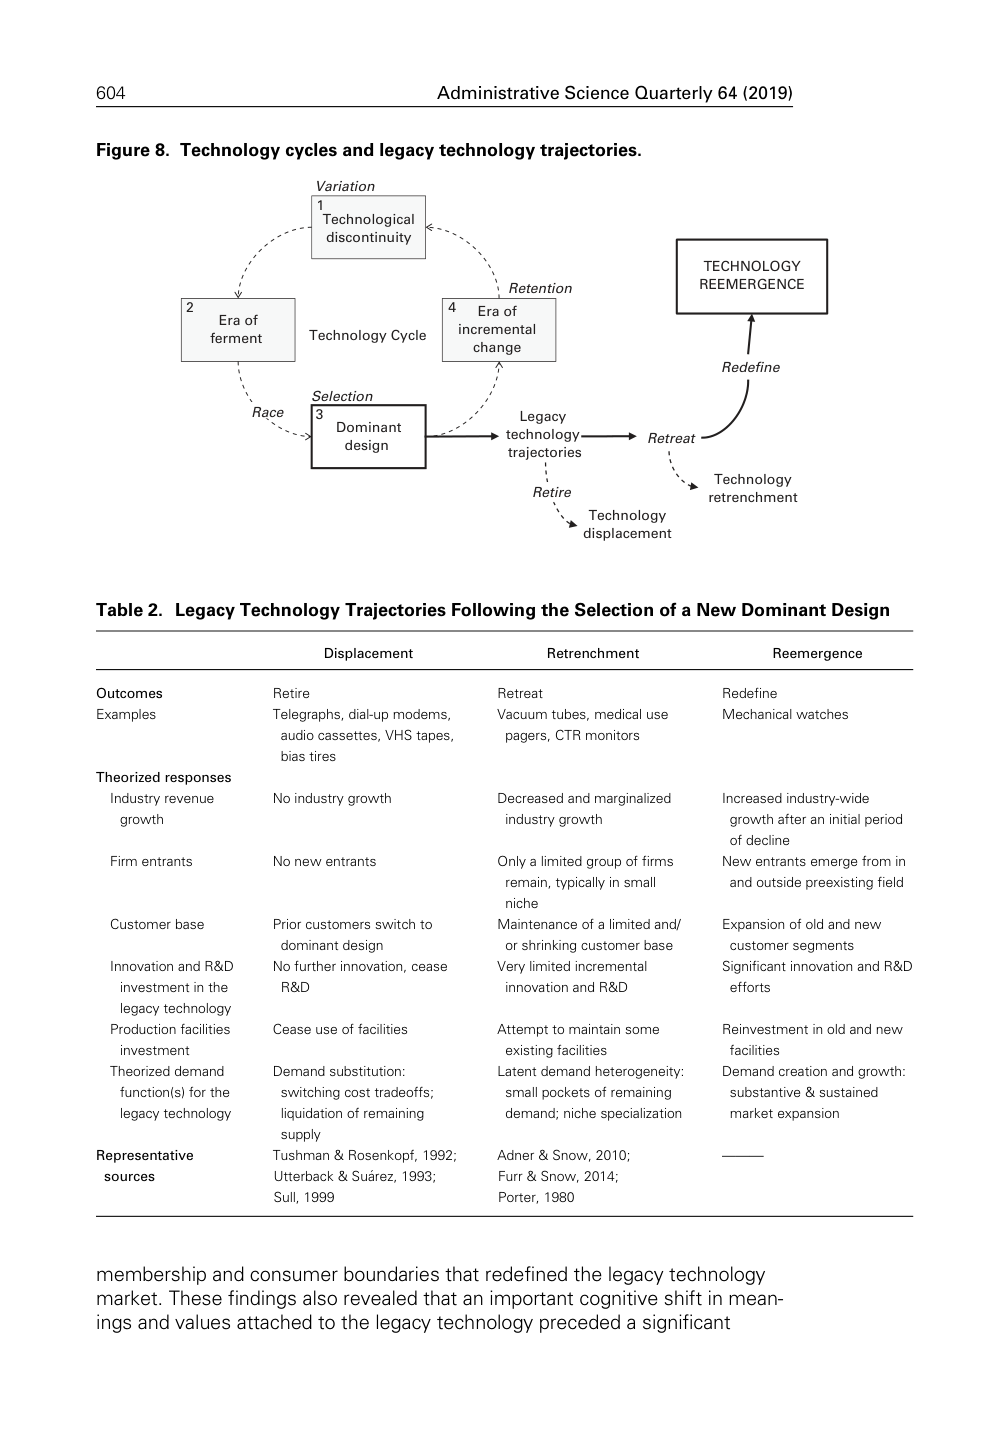 604
Administrative Science Quarterly 64 (2019)
Figure 8. Technology cycles and legacy technology trajectories.
Variation
1
Technological
discontinuity
Retention
2
Era of
ferment
Technology Cycle
4
Era of
incremental
change
TECHNOLOGY
REEMERGENCE
Redefine
Selection
Race
3
Dominant
design
Legacy
technology
trajectories
Retreat
Retire
Technology
retrenchment
Technology
displacement
Table 2. Legacy Technology Trajectories Following the Selection of a New Dominant Design
Displacement Retrenchment Reemergence
Outcomes Retire Retreat Redefine
Examples Telegraphs, dial-up modems, Vacuum tubes, medical use Mechanical watches
audio cassettes, VHS tapes, pagers, CTR monitors
bias tires
Theorized responses
Industry revenue No industry growth Decreased and marginalized Increased industry-wide
growth industry growth growth after an initial period
of decline
Firm entrants No new entrants Only a limited group of firms New entrants emerge from in
remain, typically in small and outside preexisting field
niche
Customer base Prior customers switch to Maintenance of a limited and/ Expansion of old and new
dominant design or shrinking customer base customer segments
Innovation and R&D No further innovation, cease Very limited incremental Significant innovation and R&D
investment in the R&D innovation and R&D efforts
legacy technology
Production facilities Cease use of facilities Attempt to maintain some Reinvestment in old and new
investment existing facilities facilities
Theorized demand Demand substitution: Latent demand heterogeneity: Demand creation and growth:
function(s) for the switching cost tradeoffs; small pockets of remaining substantive & sustained
legacy technology liquidation of remaining demand; niche specialization market expansion
supply
Representative Tushman & Rosenkopf, 1992; Adner & Snow, 2010; ———
sources Utterback & Suárez, 1993; Furr & Snow, 2014;
Sull, 1999 Porter, 1980
membership and consumer boundaries that redefined the legacy technology
market. These findings also revealed that an important cognitive shift in mean-
ings and values attached to the legacy technology preceded a significant